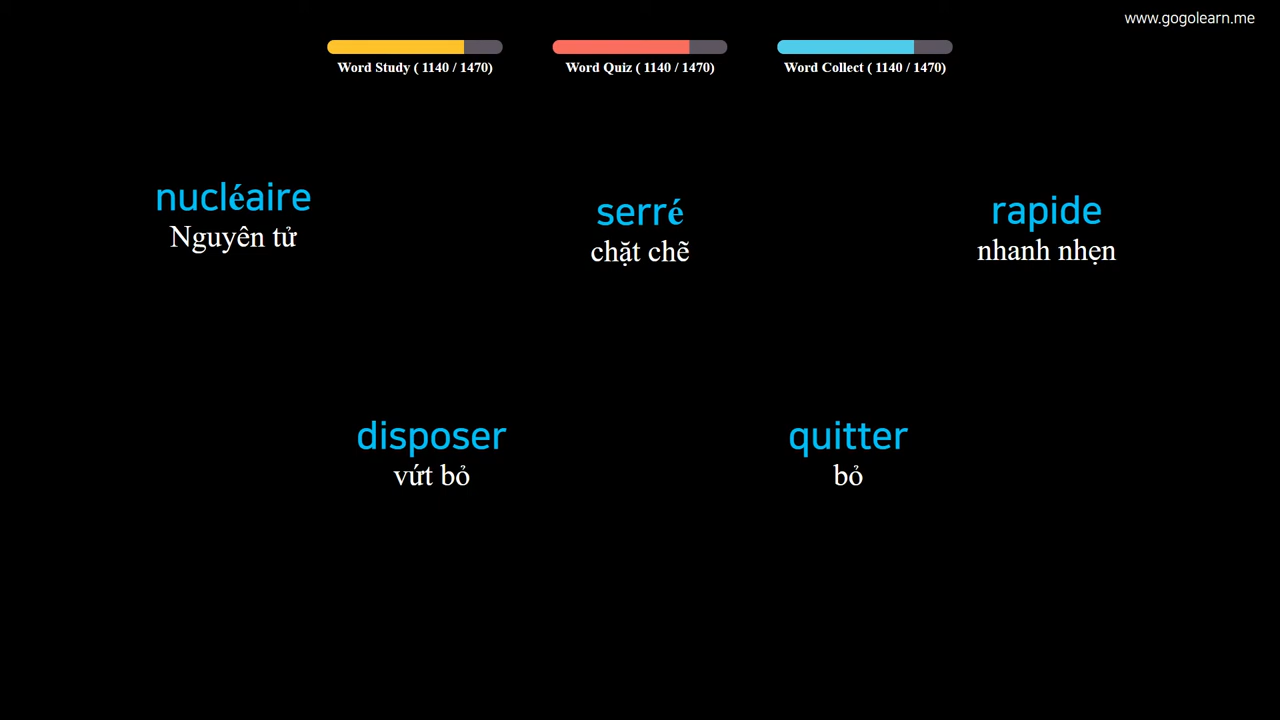 www.gogolearn.me
Word Study ( 1140 / 1470)
Word Quiz ( 1140 / 1470)
Word Collect ( 1140 / 1470)
nucléaire
Nguyên tử
serré
chặt chẽ
rapide
nhanh nhẹn
disposer
vứt bỏ
quitter
bỏ